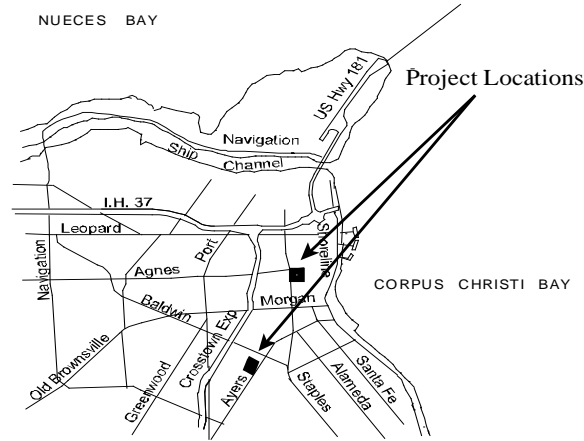 NUECES BAY
US Hwy 181
Project Locations
Navigation
Ship
Channel
I.H. 37
Leopard
Port
Shoreline
Navigation
Agnes
CORPUS CHRISTI BAY
Baldwin
Morgan
Crosstown Exp
Old Brownsville
Greenwood
Ayers
Staples
Alameda
Santa Fe